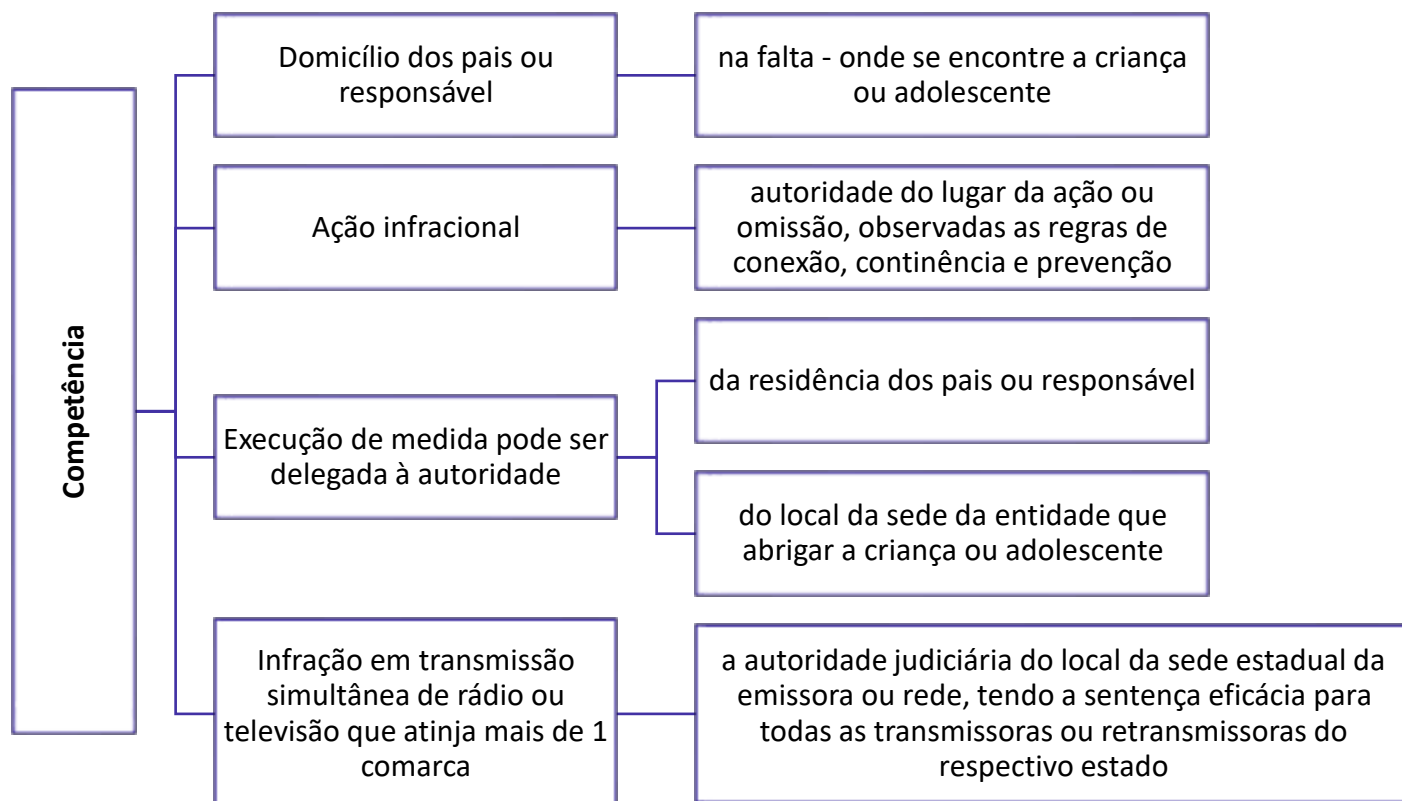 Competência
Domicílio dos pais ou
responsável
na falta - onde se encontre a criança
ou adolescente
Ação infracional
autoridade do lugar da ação ou
omissão, observadas as regras de
conexão, continência e prevenção
Execução de medida pode ser
delegada à autoridade
da residência dos pais ou responsável
do local da sede da entidade que
abrigar a criança ou adolescente
Infração em transmissão
simultânea de rádio ou
televisão que atinja mais de 1
comarca
a autoridade judiciária do local da sede estadual da
emissora ou rede, tendo a sentença eficácia para
todas as transmissoras ou retransmissoras do
respectivo estado